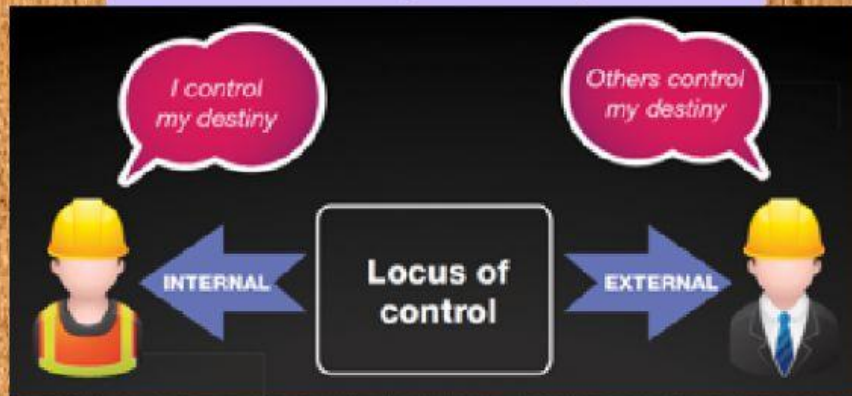 I control
my destiny
Others control
my destiny
INTERNAL
Locus of
control
EXTERNAL